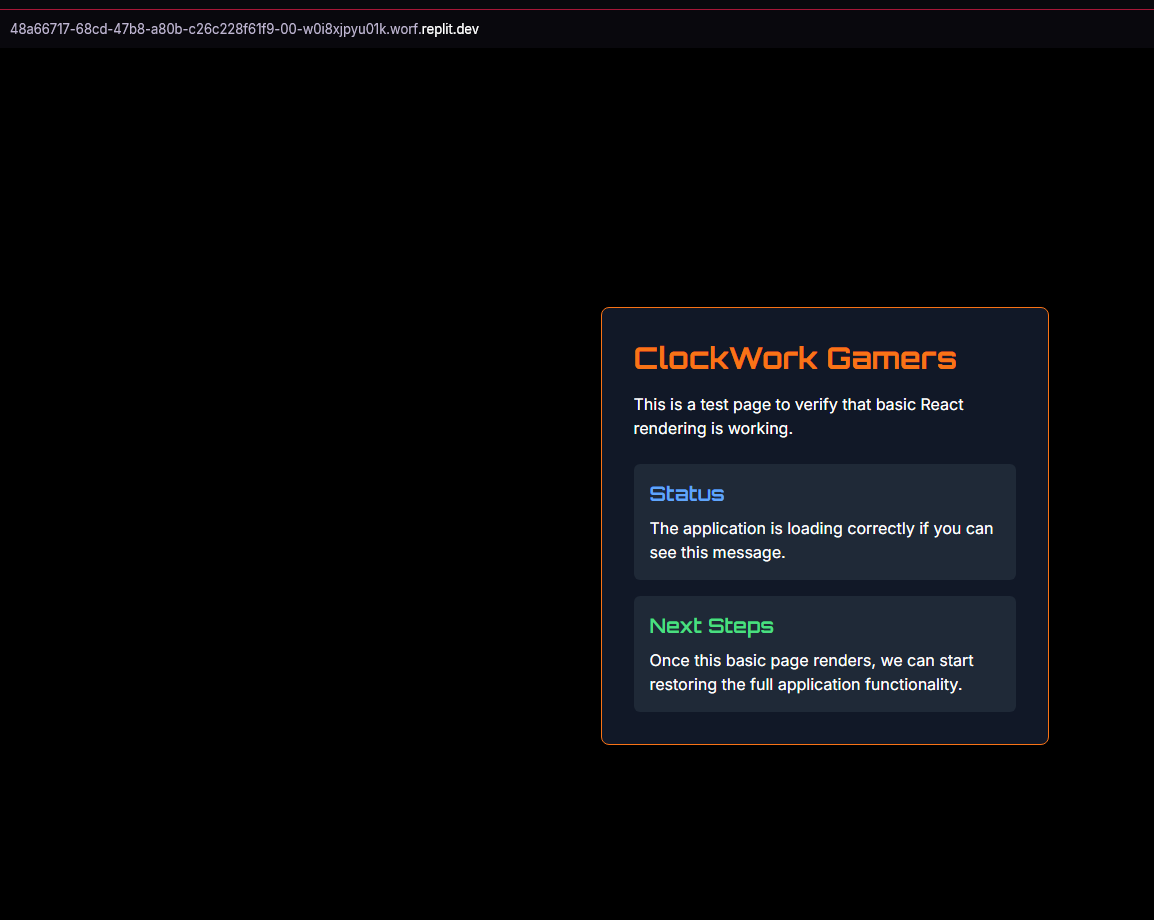 48a66717-68cd-47b8-a80b-c26c228f61f9-00-w0i8xjpyu01k.worf.replit.dev
ClockWork Gamers
This is a test page to verify that basic React
rendering is working.
Status
The application is loading correctly if you can
see this message.
Next Steps
Once this basic page renders, we can start
restoring the full application functionality.